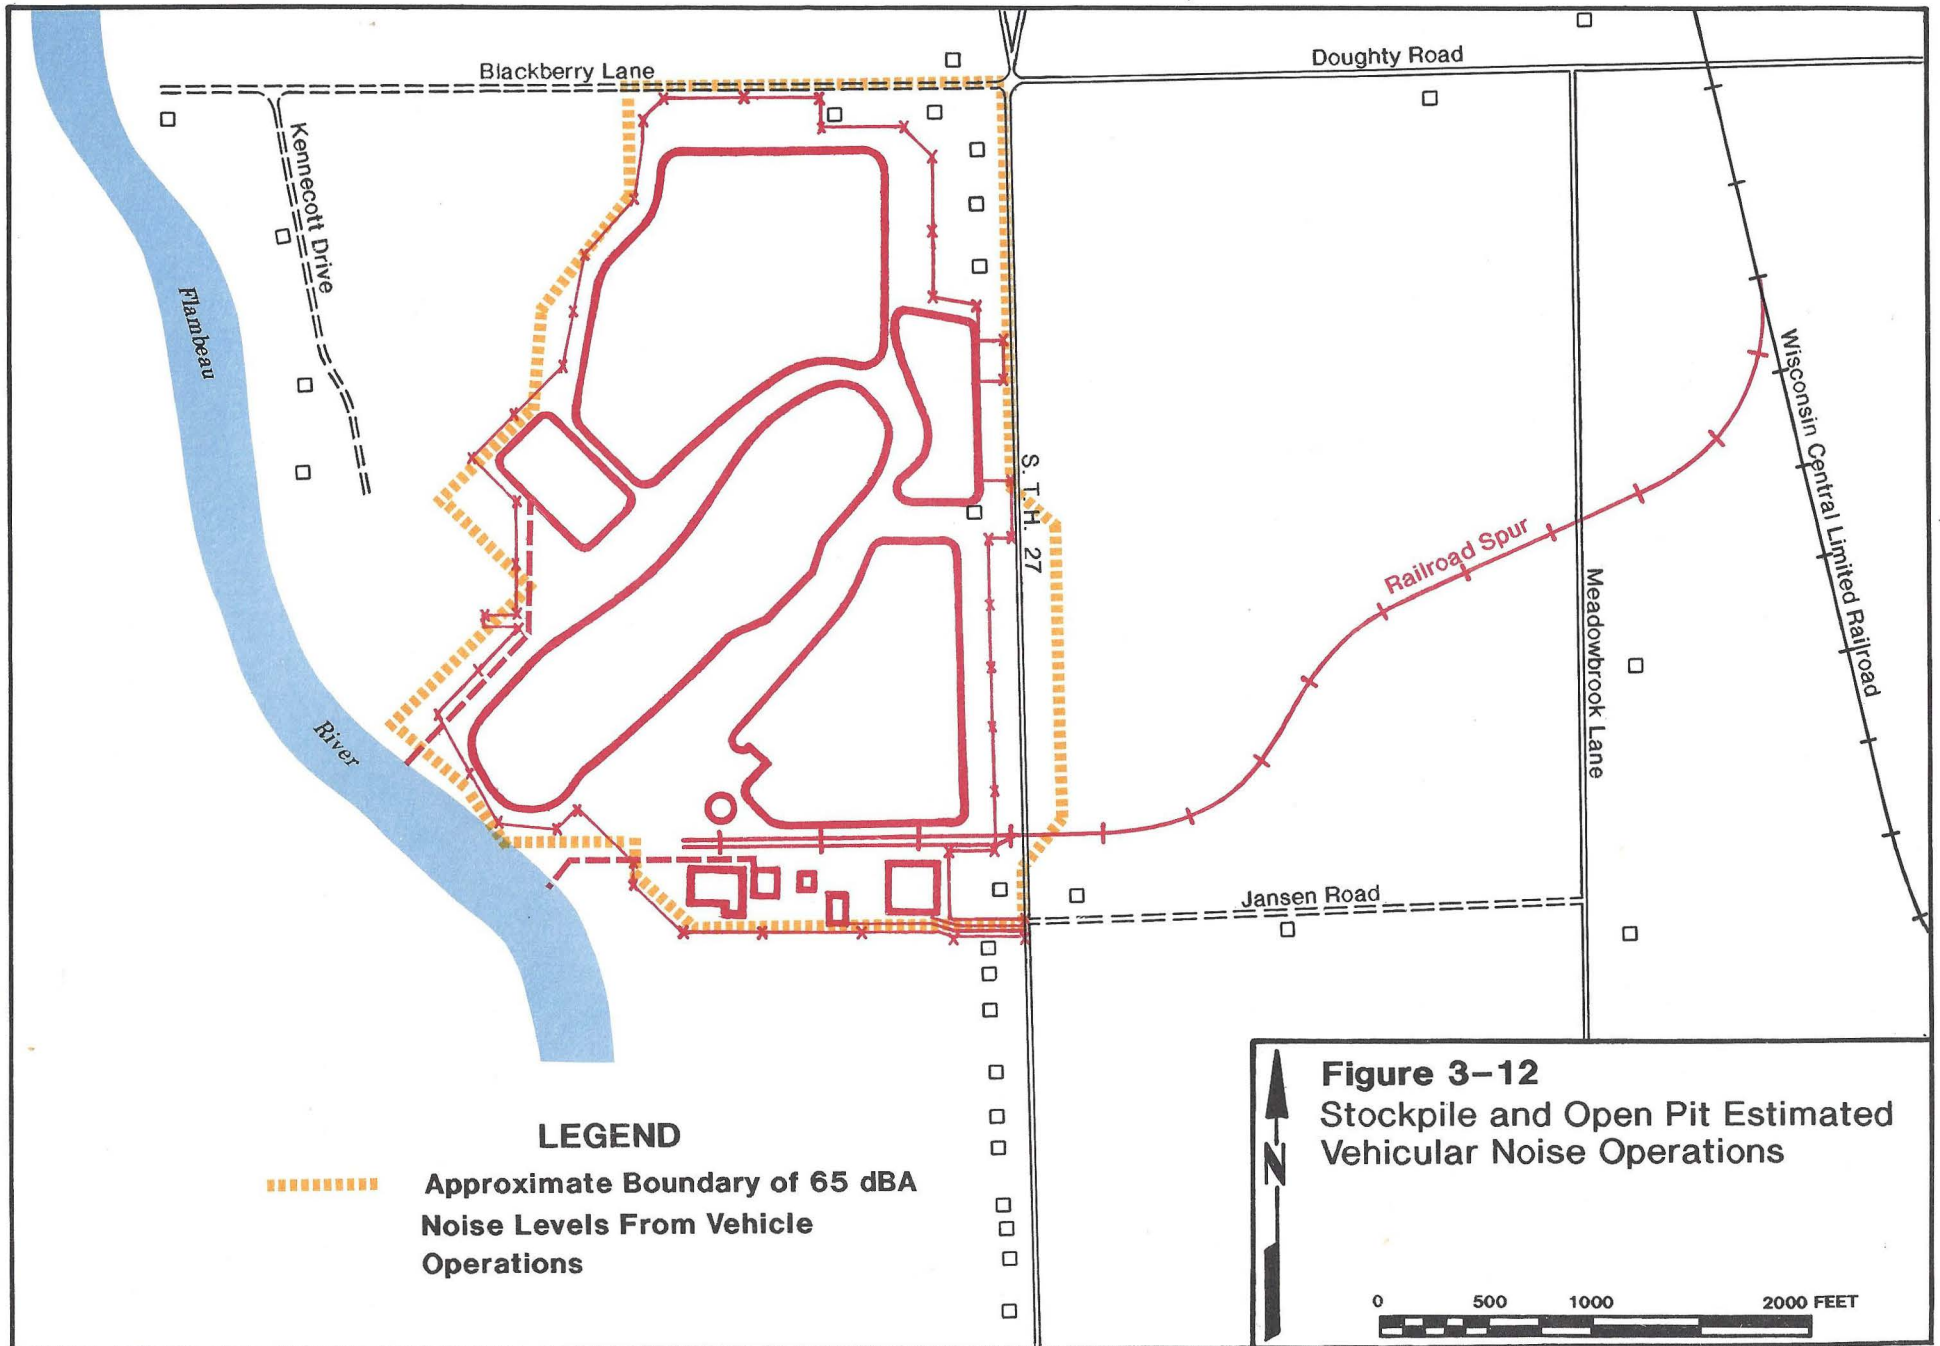 Blackberry Lane
Doughty Road
Kennecott Drive
Flambeau
River
S. T. H. 27
Railroad Spur
Wisconsin Central Limited Railroad
Meadowbrook Lane
Jansen Road
LEGEND
Approximate Boundary of 65 dBA
Noise Levels From Vehicle
Operations
Figure 3-12
Stockpile and Open Pit Estimated
Vehicular Noise Operations
N
0 500 1000 2000 FEET